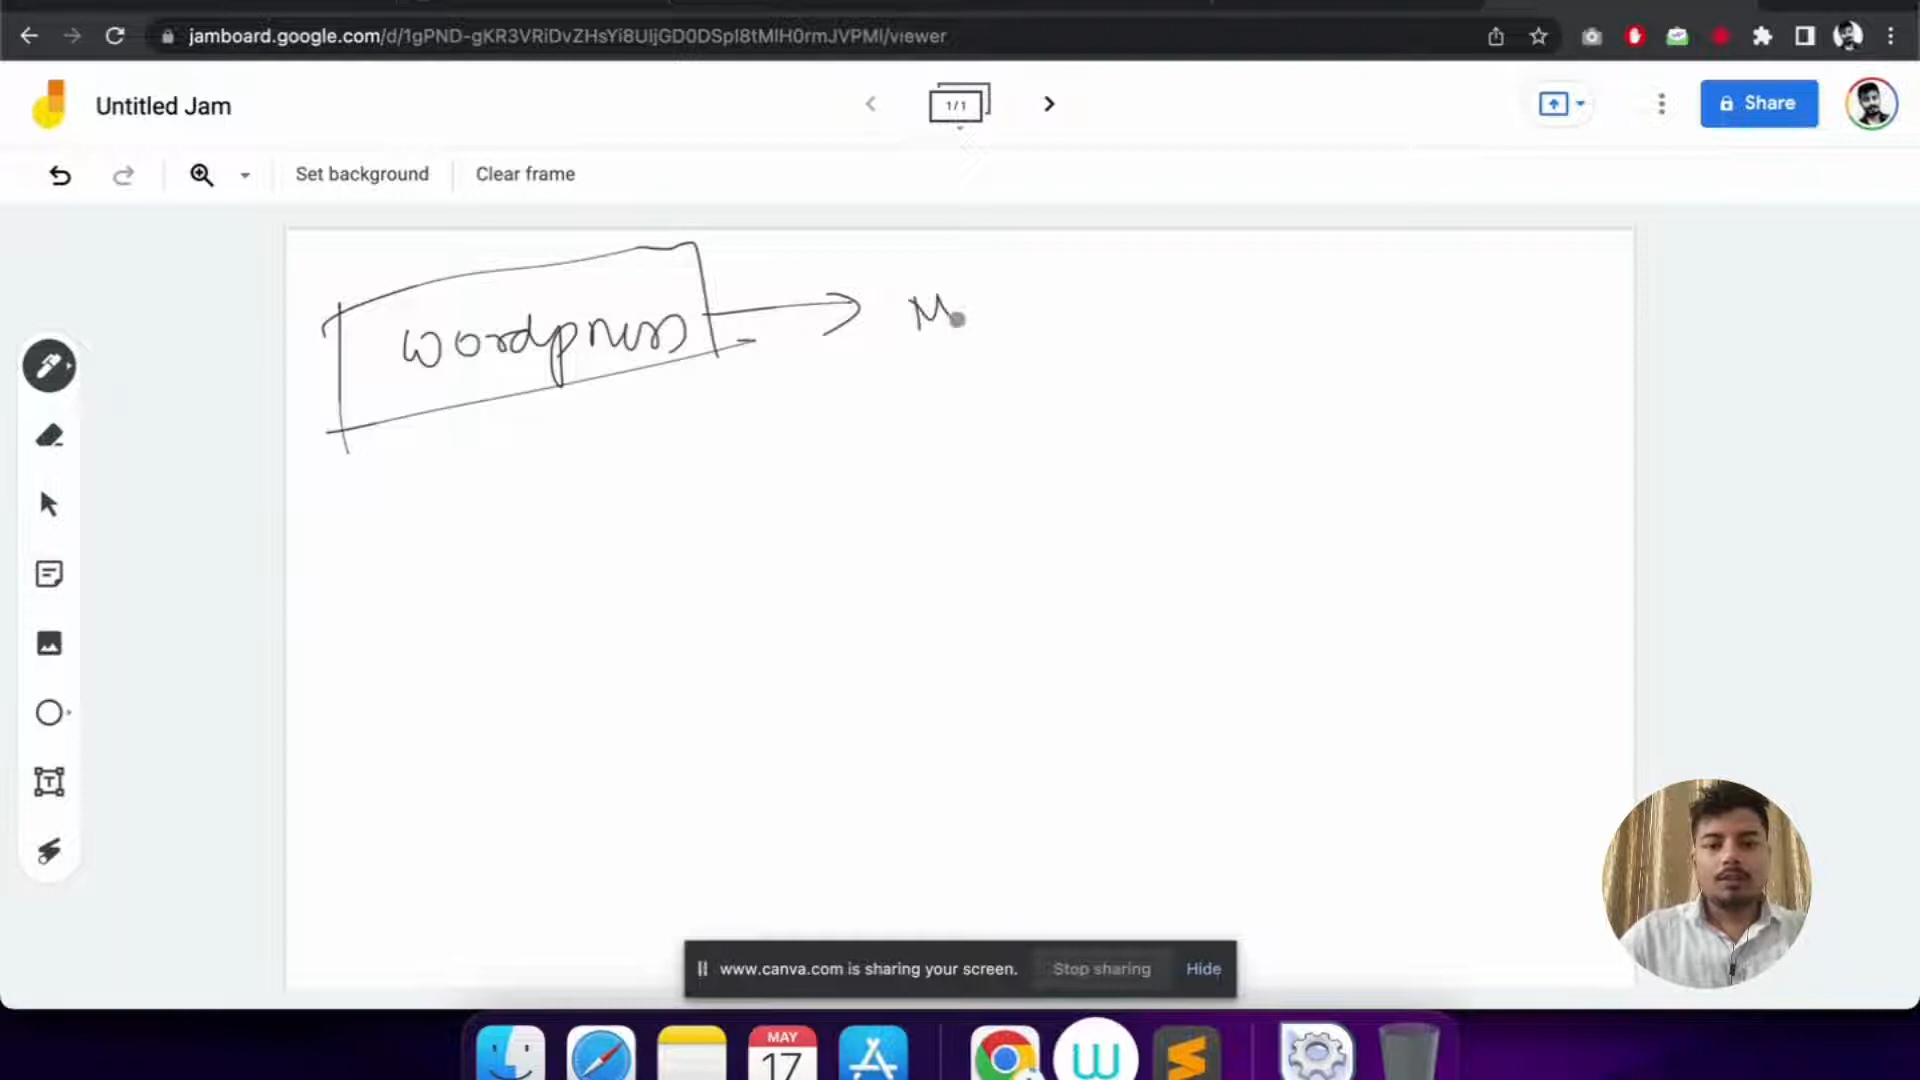 jamboard.google.com/d/1gPND-gKR3VRiDvZHsYi8UIjGD0DSpI8tMlH0rmJVPMI/viewer
Untitled Jam
1/1
Share
Set background
Clear frame
wordpress
M
www.canva.com is sharing your screen.
Stop sharing
Hide
MAY
17